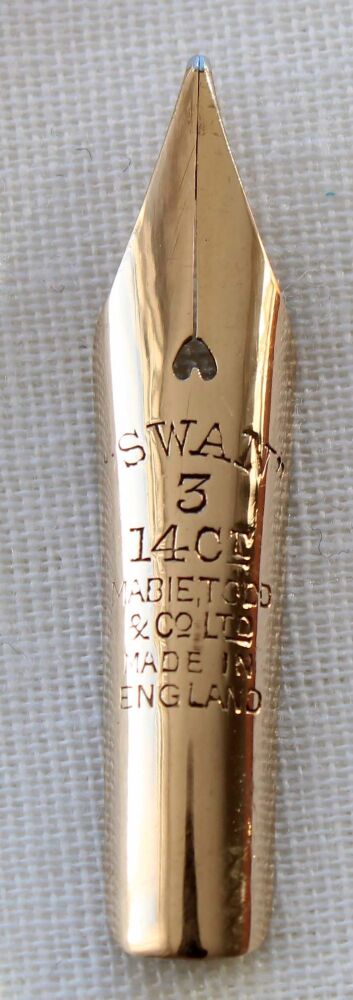 "SWAN"
3
14CT
MABIE, TODD
& CO. LTD
MADE IN
ENGLAND